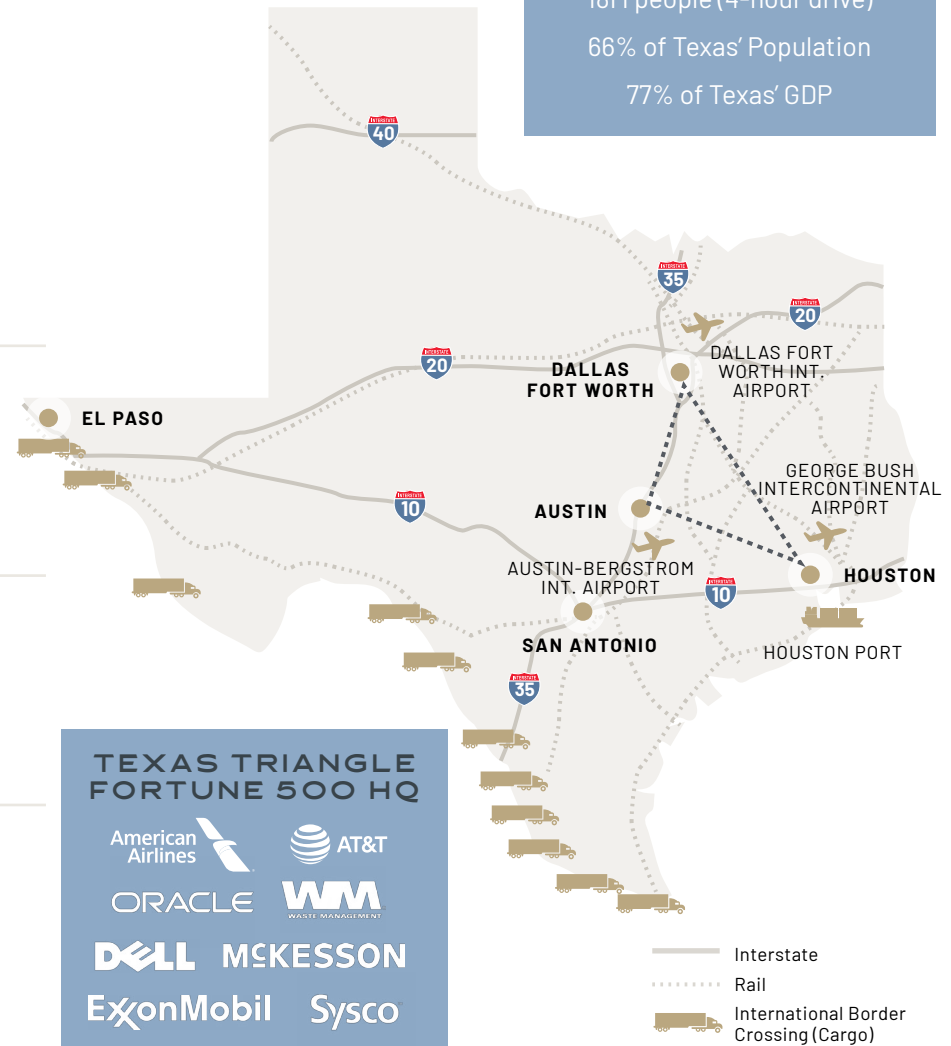 66% of Texas' Population
77% of Texas' GDP
INTERSTATE
40
INTERSTATE
35
INTERSTATE
20
INTERSTATE
20
DALLAS
FORT WORTH
DALLAS FORT
WORTH INT.
AIRPORT
EL PASO
GEORGE BUSH
INTERCONTINENTAL
AIRPORT
INTERSTATE
10
AUSTIN
AUSTIN-BERGSTROM
INT. AIRPORT
HOUSTON
INTERSTATE
10
SAN ANTONIO
HOUSTON PORT
INTERSTATE
35
TEXAS TRIANGLE
FORTUNE 500 HQ
American
Airlines
AT&T
ORACLE
WM
WASTE MANAGEMENT
DELL
MCKESSON
ExxonMobil
Sysco
Interstate
Rail
International Border
Crossing (Cargo)